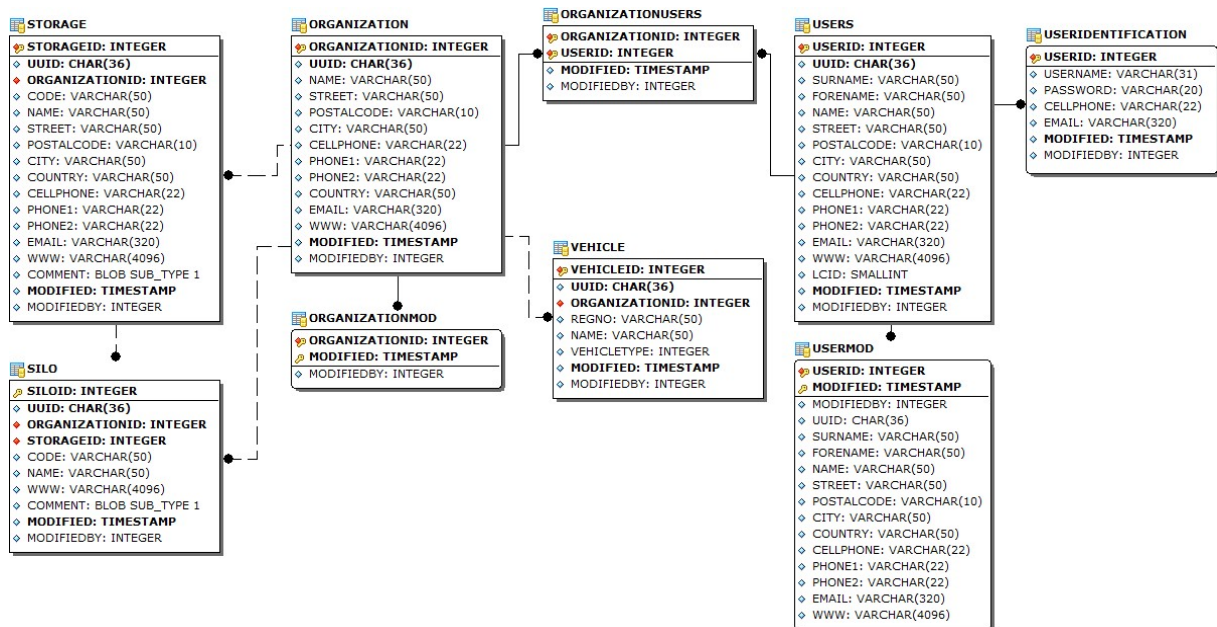 STORAGE
STORAGEID: INTEGER
UUID: CHAR(36)
ORGANIZATIONID: INTEGER
CODE: VARCHAR(50)
NAME: VARCHAR(50)
STREET: VARCHAR(50)
POSTALCODE: VARCHAR(10)
CITY: VARCHAR(50)
COUNTRY: VARCHAR(50)
CELLPHONE: VARCHAR(22)
PHONE1: VARCHAR(22)
PHONE2: VARCHAR(22)
EMAIL: VARCHAR(320)
WWW: VARCHAR(4096)
COMMENT: BLOB SUB_TYPE 1
MODIFIED: TIMESTAMP
MODIFIEDBY: INTEGER
SILO
SILOID: INTEGER
UUID: CHAR(36)
ORGANIZATIONID: INTEGER
STORAGEID: INTEGER
CODE: VARCHAR(50)
NAME: VARCHAR(50)
WWW: VARCHAR(4096)
COMMENT: BLOB SUB_TYPE 1
MODIFIED: TIMESTAMP
MODIFIEDBY: INTEGER
ORGANIZATION
ORGANIZATIONID: INTEGER
UUID: CHAR(36)
NAME: VARCHAR(50)
STREET: VARCHAR(50)
POSTALCODE: VARCHAR(10)
CITY: VARCHAR(50)
CELLPHONE: VARCHAR(22)
PHONE1: VARCHAR(22)
PHONE2: VARCHAR(22)
COUNTRY: VARCHAR(50)
EMAIL: VARCHAR(320)
WWW: VARCHAR(4096)
MODIFIED: TIMESTAMP
MODIFIEDBY: INTEGER
ORGANIZATIONMOD
ORGANIZATIONID: INTEGER
MODIFIED: TIMESTAMP
MODIFIEDBY: INTEGER
ORGANIZATIONUSERS
ORGANIZATIONID: INTEGER
USERID: INTEGER
MODIFIED: TIMESTAMP
MODIFIEDBY: INTEGER
VEHICLE
VEHICLEID: INTEGER
UUID: CHAR(36)
ORGANIZATIONID: INTEGER
REGNO: VARCHAR(50)
NAME: VARCHAR(50)
VEHICLETYPE: INTEGER
MODIFIED: TIMESTAMP
MODIFIEDBY: INTEGER
USERS
USERID: INTEGER
UUID: CHAR(36)
SURNAME: VARCHAR(50)
FORENAME: VARCHAR(50)
NAME: VARCHAR(50)
STREET: VARCHAR(50)
POSTALCODE: VARCHAR(10)
CITY: VARCHAR(50)
COUNTRY: VARCHAR(50)
CELLPHONE: VARCHAR(22)
PHONE1: VARCHAR(22)
PHONE2: VARCHAR(22)
EMAIL: VARCHAR(320)
WWW: VARCHAR(4096)
LCID: SMALLINT
MODIFIED: TIMESTAMP
MODIFIEDBY: INTEGER
USERMOD
USERID: INTEGER
MODIFIED: TIMESTAMP
MODIFIEDBY: INTEGER
UUID: CHAR(36)
SURNAME: VARCHAR(50)
FORENAME: VARCHAR(50)
NAME: VARCHAR(50)
STREET: VARCHAR(50)
POSTALCODE: VARCHAR(10)
CITY: VARCHAR(50)
COUNTRY: VARCHAR(50)
CELLPHONE: VARCHAR(22)
PHONE1: VARCHAR(22)
PHONE2: VARCHAR(22)
EMAIL: VARCHAR(320)
WWW: VARCHAR(4096)
USERIDENTIFICATION
USERID: INTEGER
USERNAME: VARCHAR(31)
PASSWORD: VARCHAR(20)
CELLPHONE: VARCHAR(22)
EMAIL: VARCHAR(320)
MODIFIED: TIMESTAMP
MODIFIEDBY: INTEGER